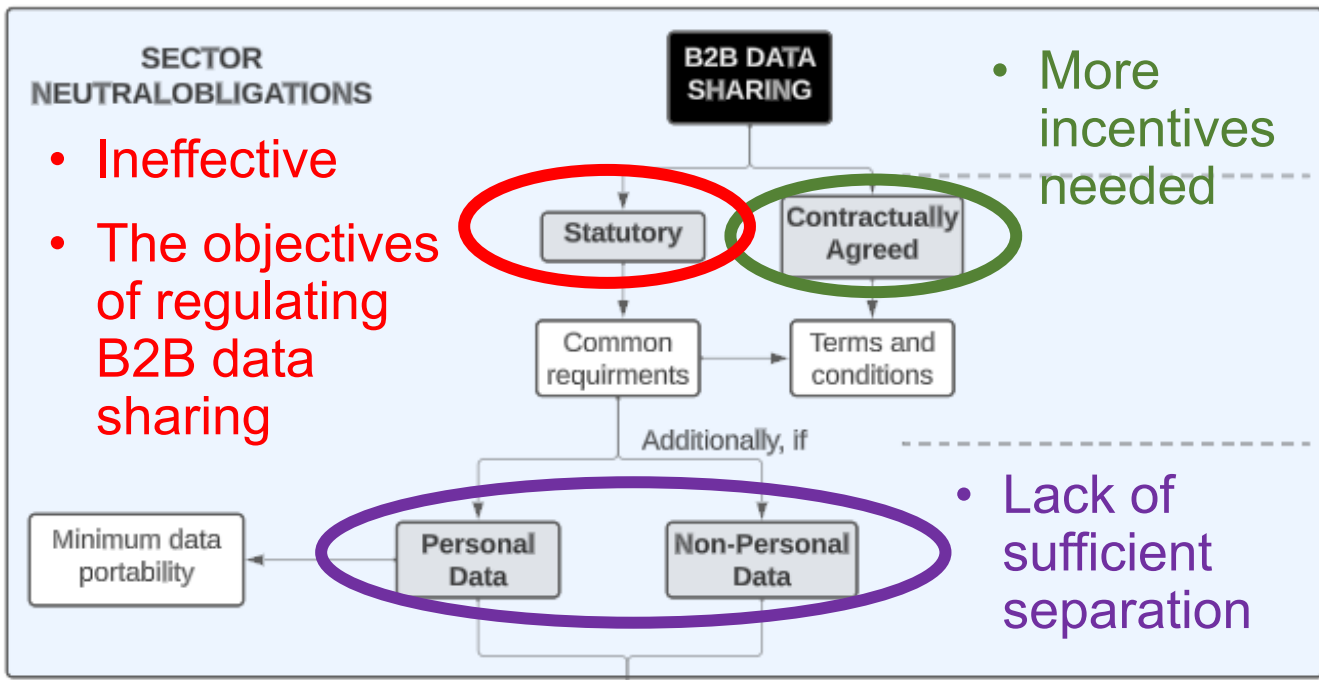 SECTOR
NEUTRALOBLIGATIONS
• Ineffective
• The objectives
of regulating
B2B data
sharing
B2B DATA
SHARING
• More
incentives
needed
Statutory
Contractually
Agreed
Common
requirments
Terms and
conditions
Additionally, if
Minimum data
portability
Personal
Data
Non-Personal
Data
• Lack of
sufficient
separation